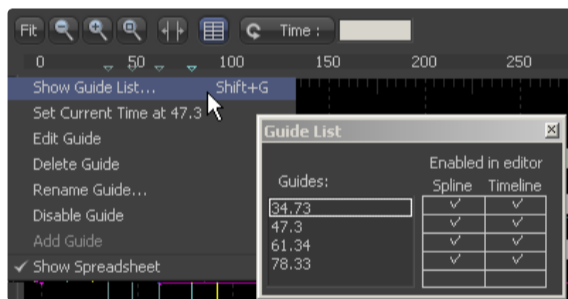 Fit Time :
0 50 100 150 200 250
Show Guide List... Shift+G
Set Current Time at 47.3
Edit Guide
Delete Guide
Rename Guide...
Disable Guide
Add Guide
Show Spreadsheet
Guide List
Enabled in editor
Guides: Spline Timeline
34.73
47.3
61.34
78.33